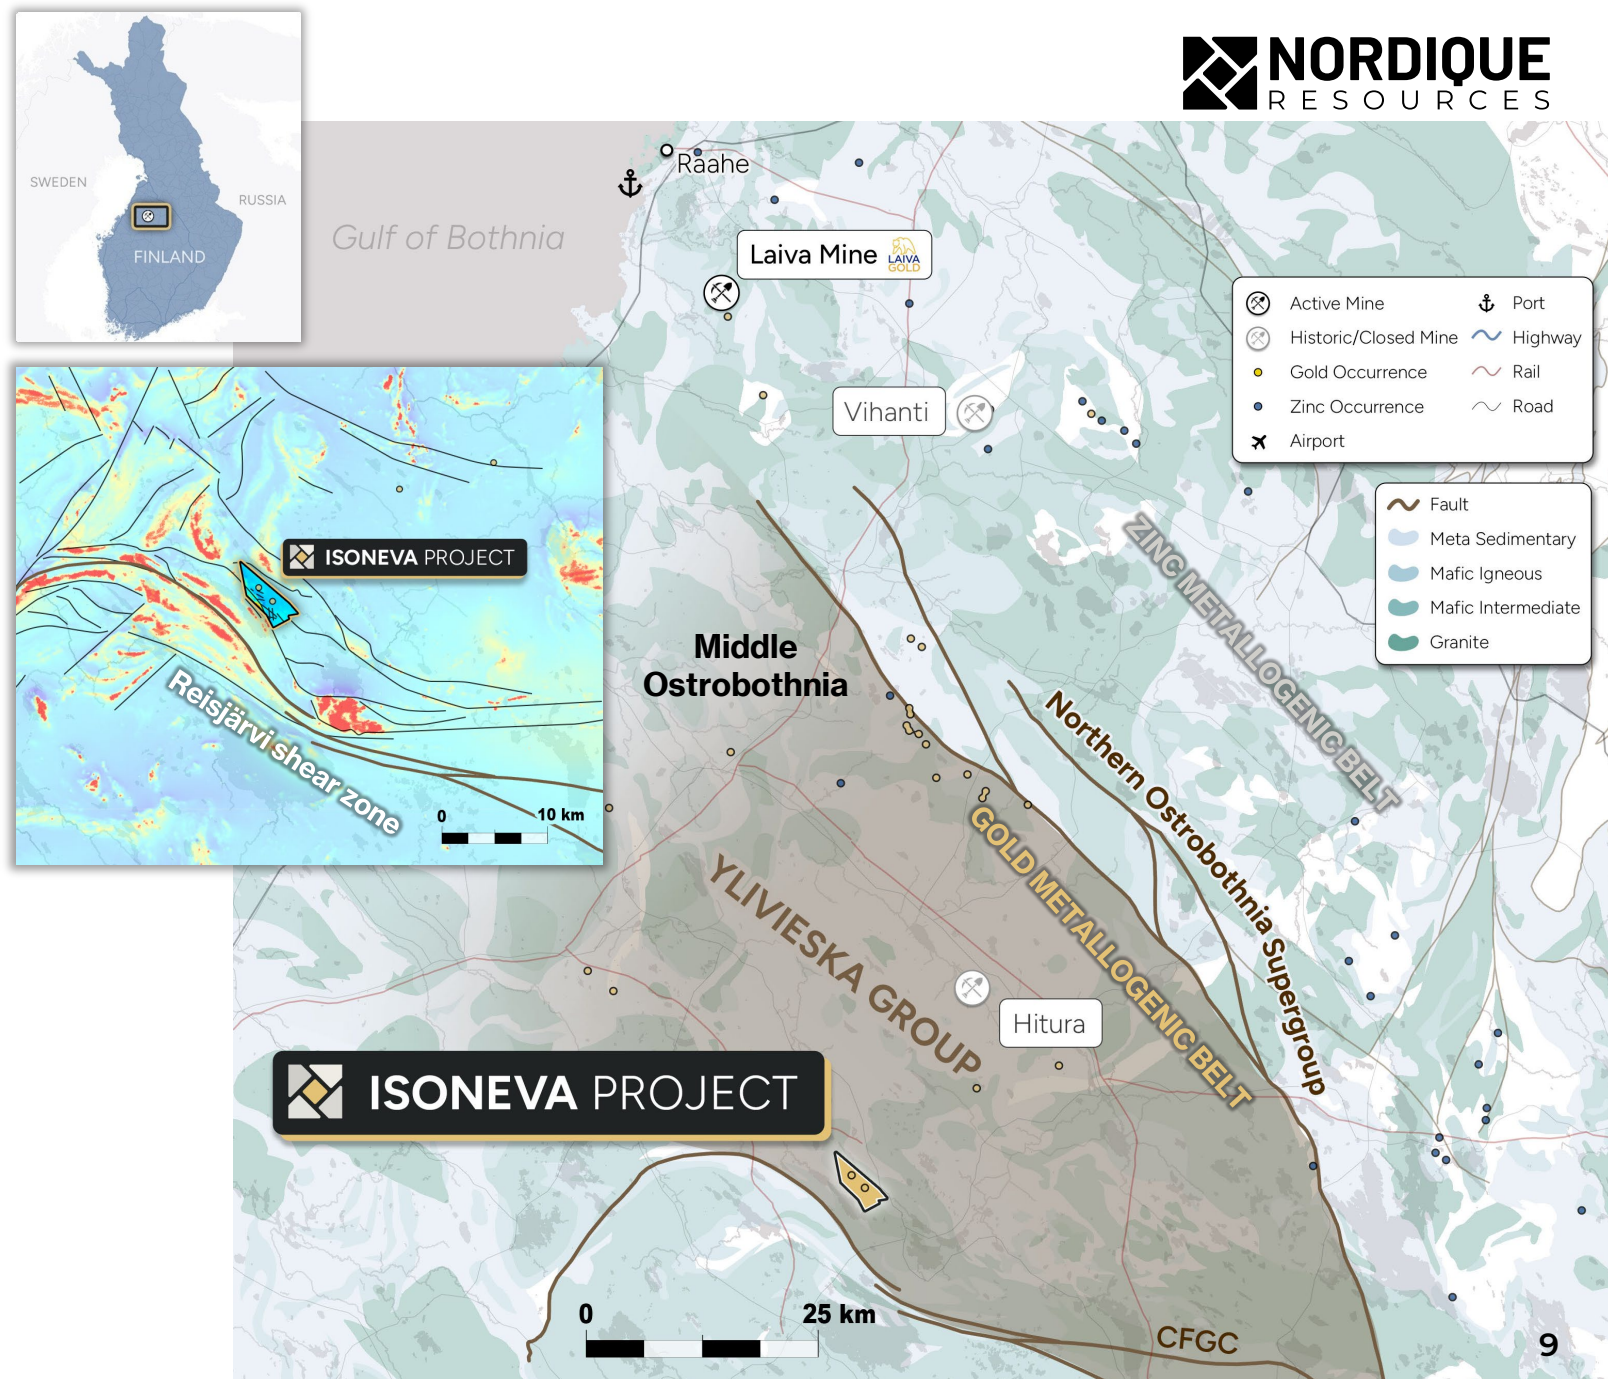 NORDIQUE
RESOURCES
SWEDEN
RUSSIA
FINLAND
Raahe
Gulf of Bothnia
Laiva Mine
LAIVA
GOLD
Active Mine
Historic/Closed Mine
Gold Occurrence
Zinc Occurrence
Airport
Port
Highway
Rail
Road
Vihanti
Fault
Meta Sedimentary
Mafic Igneous
Mafic Intermediate
Granite
ISONEVA PROJECT
Reisjärvi shear zone
0
10 km
Middle
Ostrobothnia
ZINC METALLOGENIC BELT
Northern Ostrobothnia Supergroup
GOLD METALLOGENIC BELT
YLIVIESKA GROUP
Hitura
ISONEVA PROJECT
0
25 km
CFGC
9